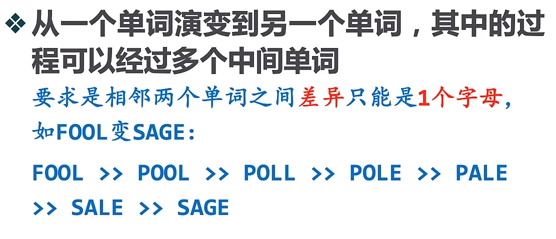 ❖从一个单词演变到另一个单词，其中的过
程可以经过多个中间单词
要求是相邻两个单词之间差异只能是1个字母，
如FOOL变SAGE：
FOOL >> POOL >> POLL >> POLE >> PALE
>> SALE >> SAGE